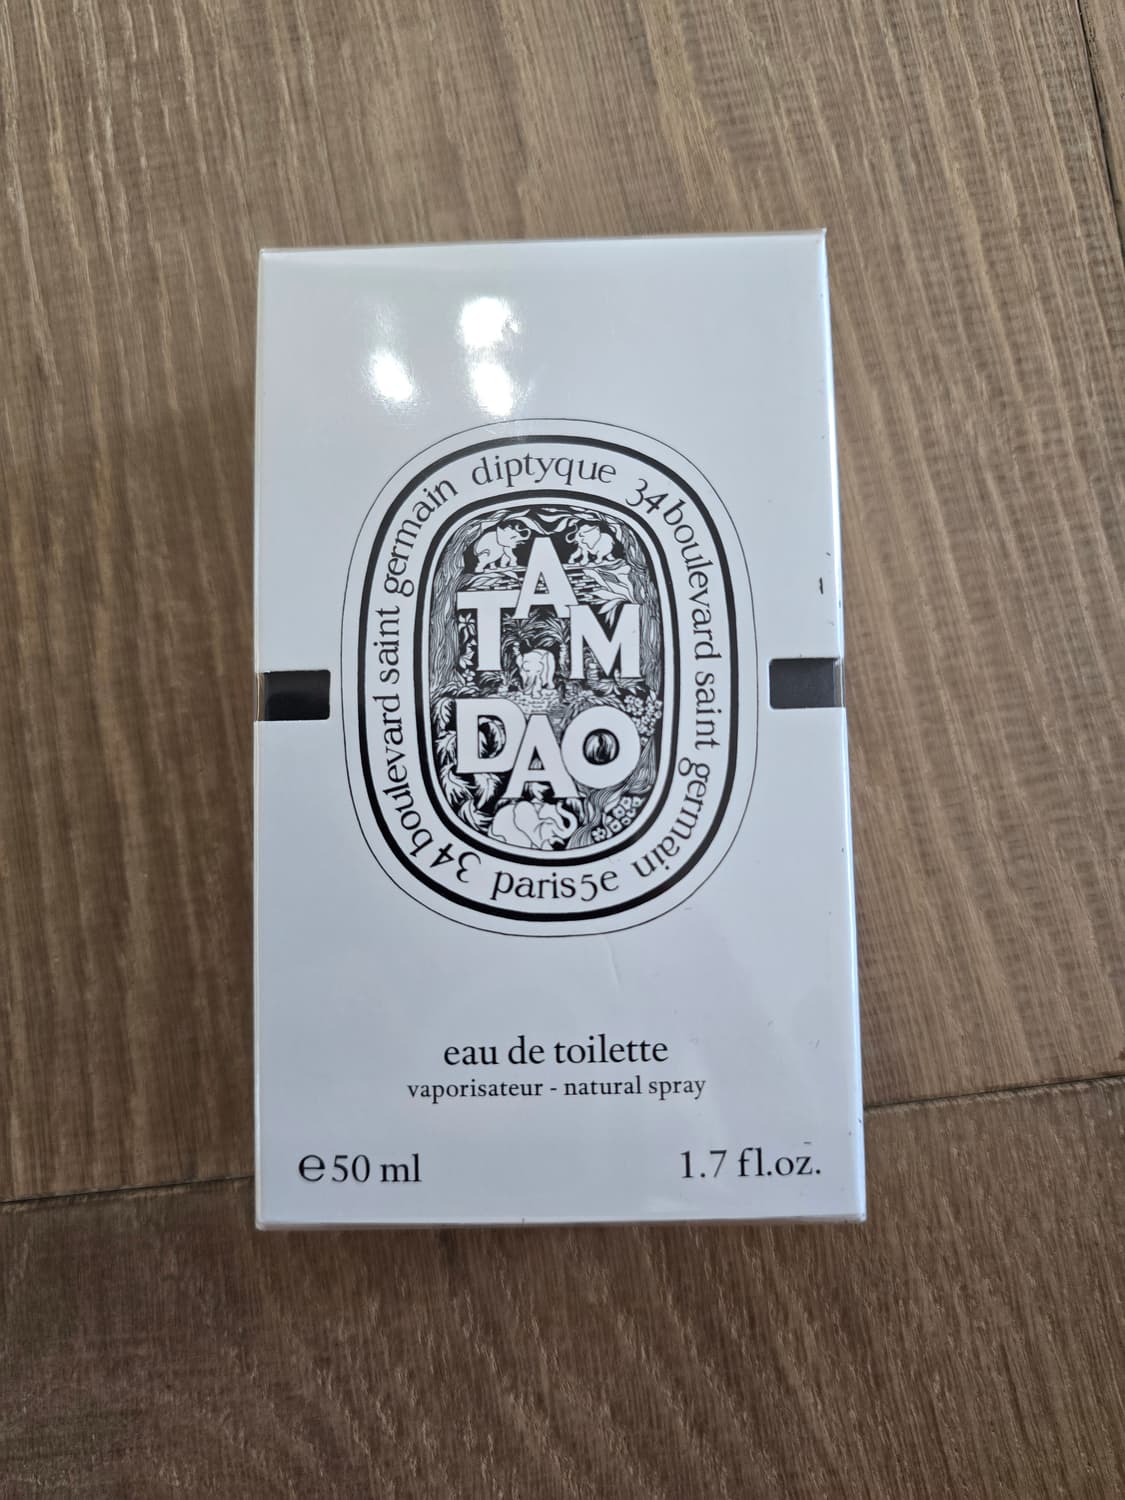 diptyque
34 boulevard saint germain
paris 5e
34 boulevard saint germain
TAM
DAO
eau de toilette
vaporisateur - natural spray
℮ 50 ml
1.7 fl.oz.